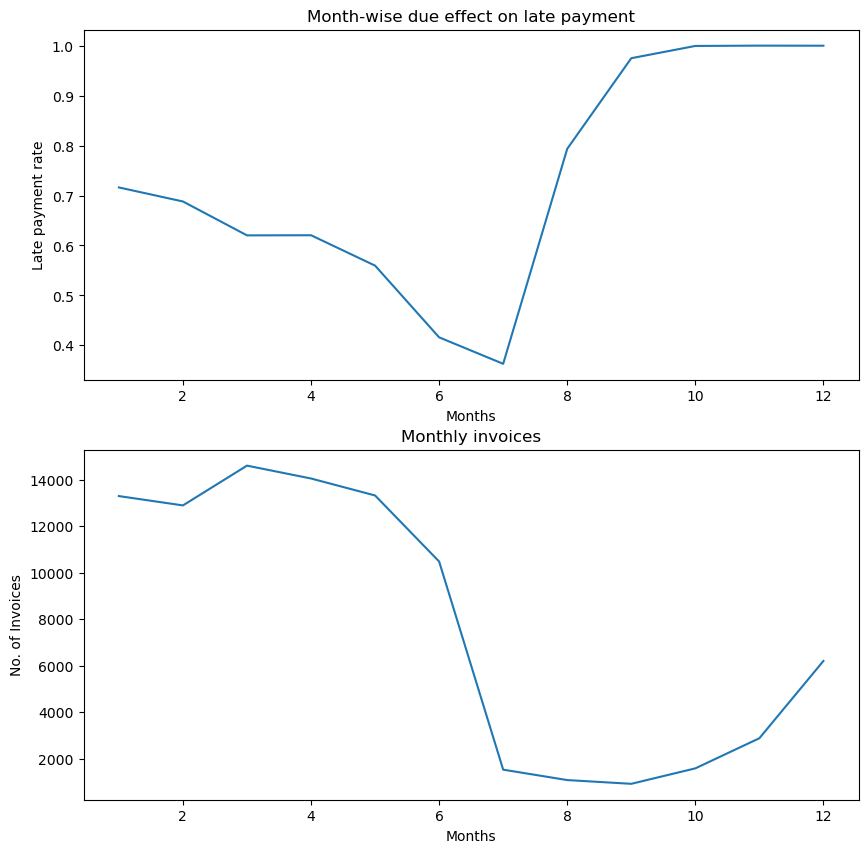 Month-wise due effect on late payment
Late payment rate
1.0
0.9
0.8
0.7
0.6
0.5
0.4
2 4 6 8 10 12
Months
Monthly invoices
No. of Invoices
14000
12000
10000
8000
6000
4000
2000
2 4 6 8 10 12
Months